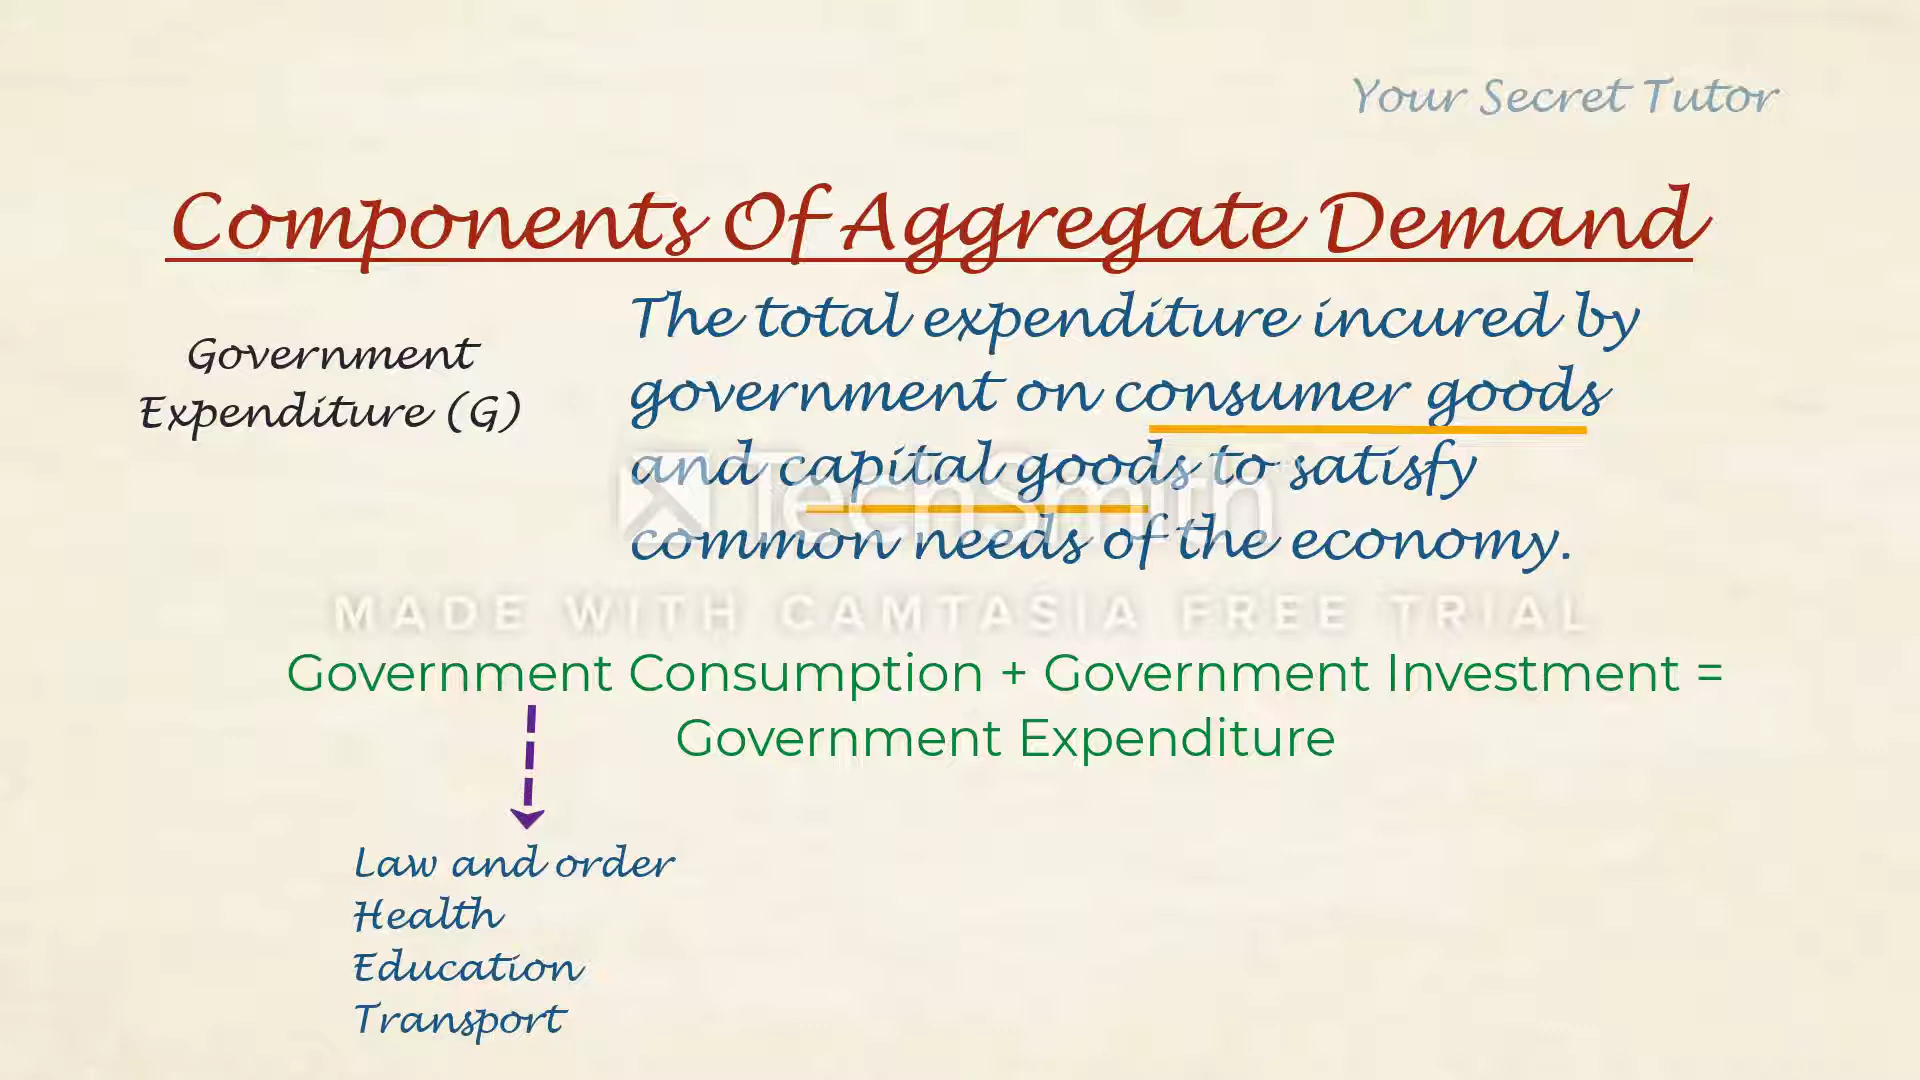 Your Secret Tutor
Components Of Aggregate Demand
Government
Expenditure (G)
The total expenditure incured by
government on consumer goods
and capital goods to satisfy
common needs of the economy.
TechSmith
MADE WITH CAMTASIA FREE TRIAL
Government Consumption + Government Investment =
Government Expenditure
Law and order
Health
Education
Transport